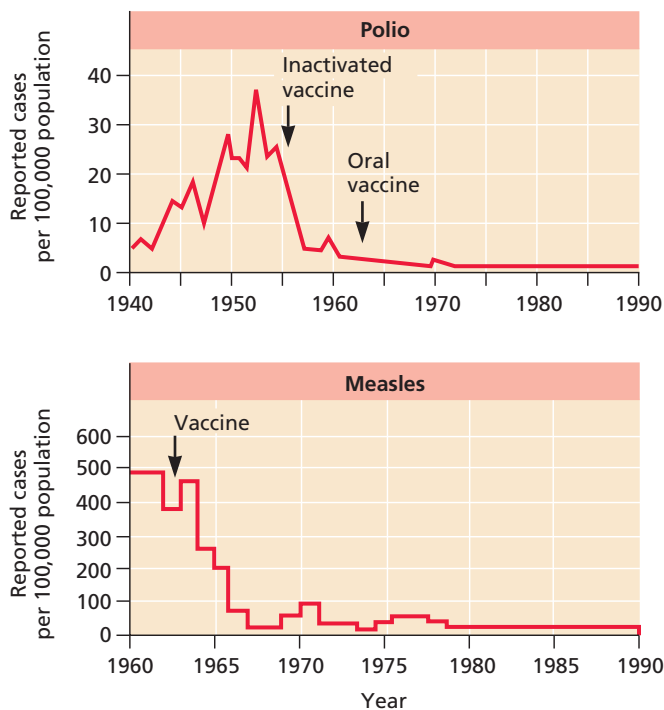 Polio
Reported cases
per 100,000 population
40
30
20
10
0
Inactivated
vaccine
Oral
vaccine
1940 1950 1960 1970 1980 1990
Measles
Reported cases
per 100,000 population
600
500
400
300
200
100
0
Vaccine
1960 1965 1970 1975 1980 1985 1990
Year